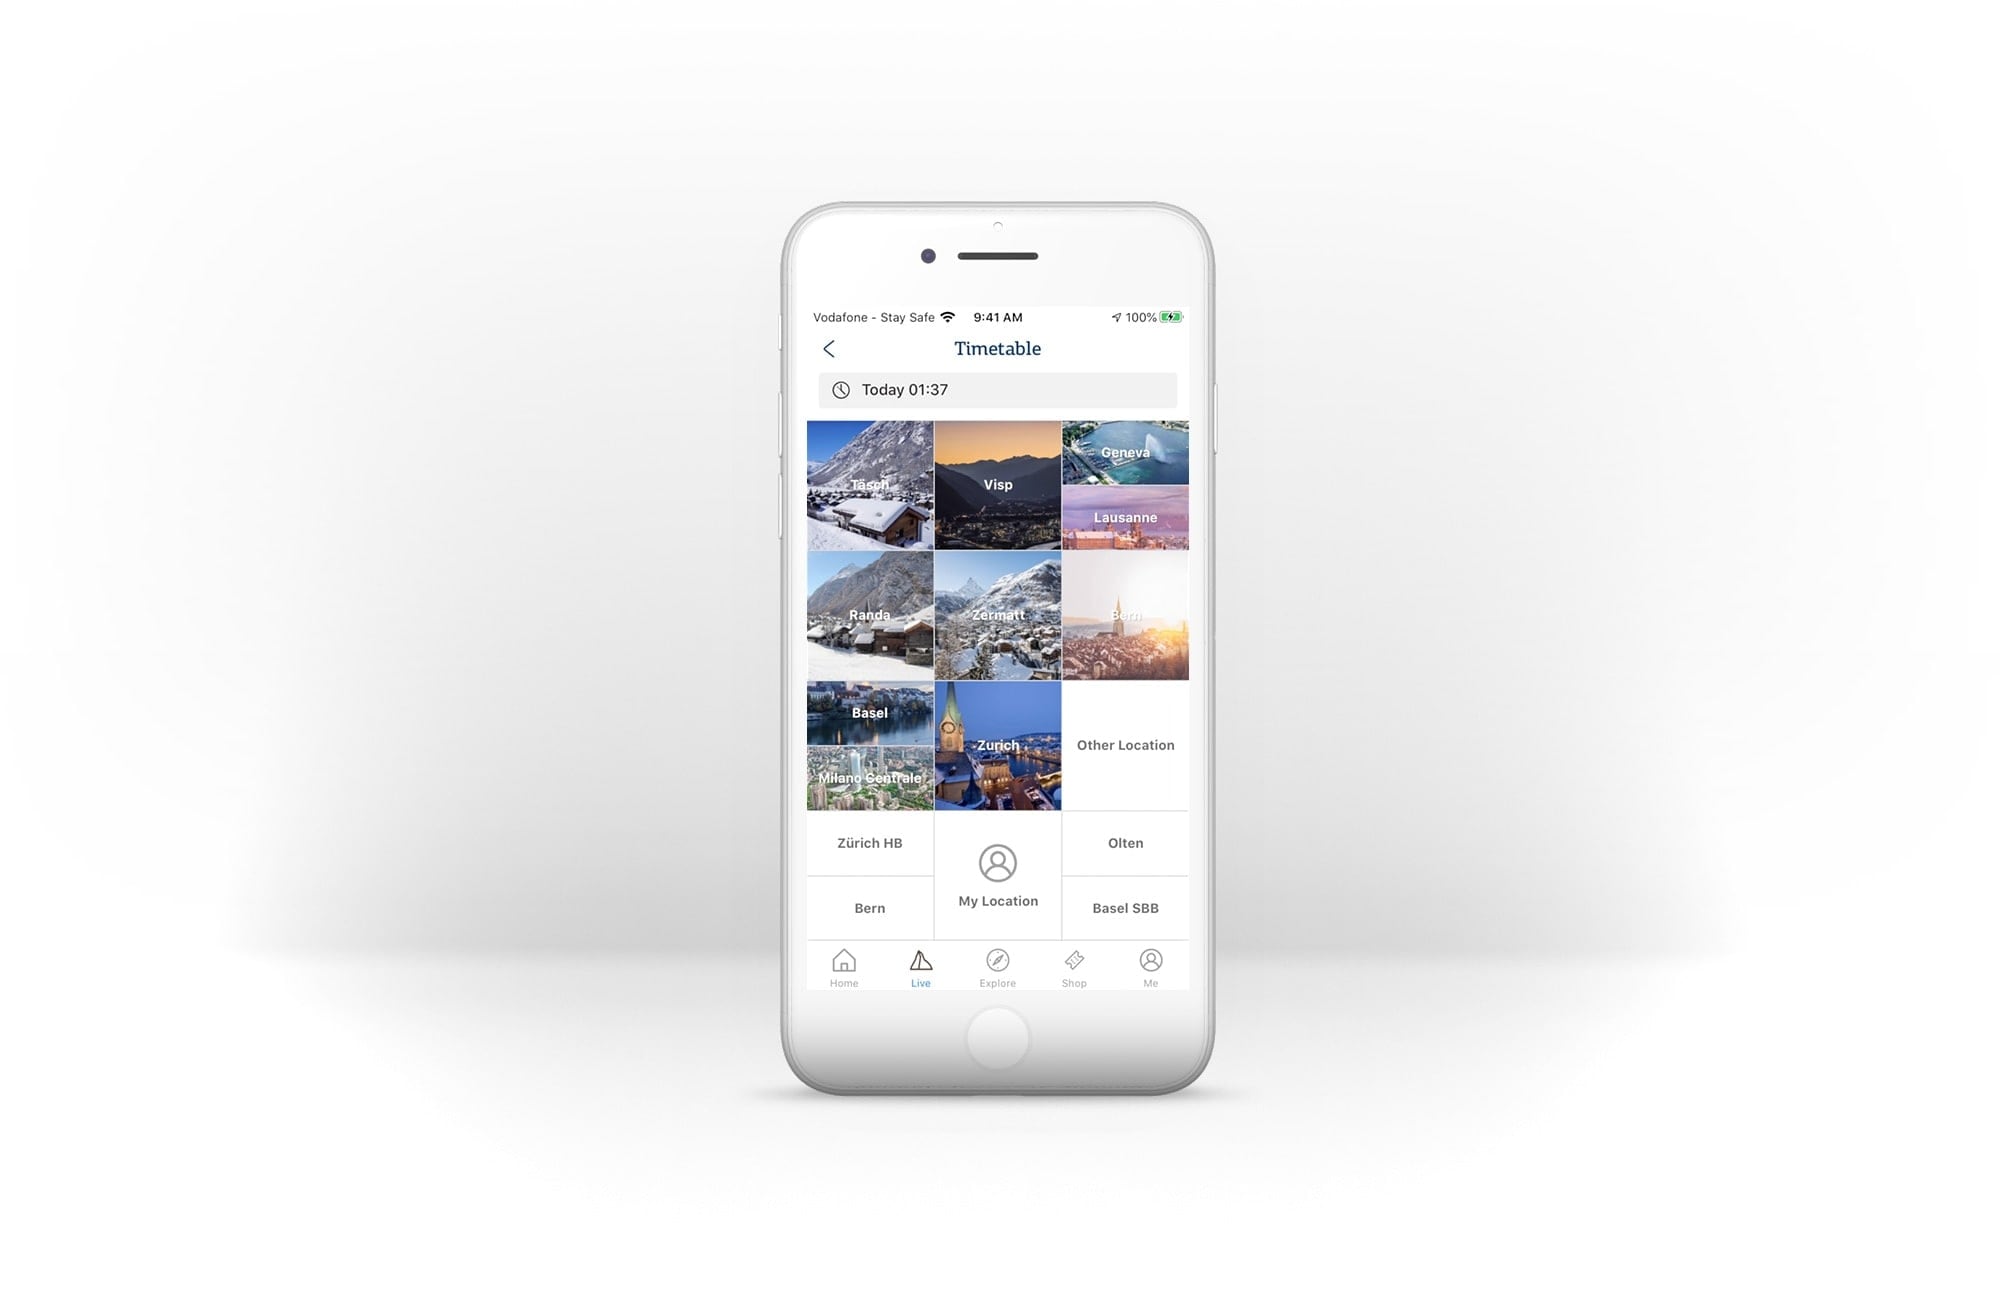 Vodafone - Stay Safe 9:41 AM 100%
Timetable
Today 01:37
Täsch
Visp
Geneva
Lausanne
Randa
Zermatt
Bern
Basel
Milano Centrale
Zurich
Other Location
Zürich HB
Bern
My Location
Olten
Basel SBB
Home
Live
Explore
Shop
Me